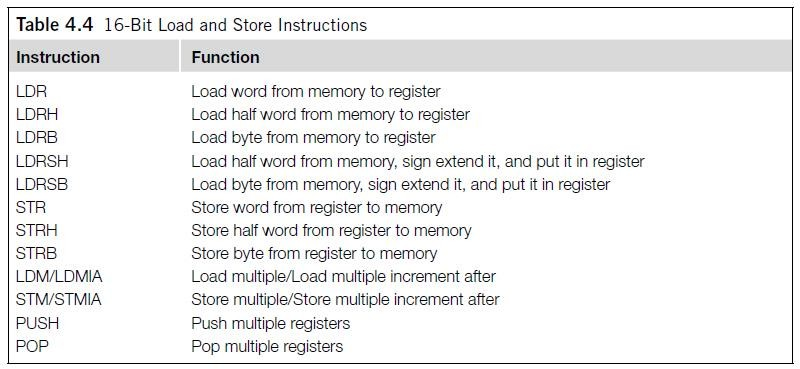 Table 4.4 16-Bit Load and Store Instructions
Instruction Function
LDR Load word from memory to register
LDRH Load half word from memory to register
LDRB Load byte from memory to register
LDRSH Load half word from memory, sign extend it, and put it in register
LDRSB Load byte from memory, sign extend it, and put it in register
STR Store word from register to memory
STRH Store half word from register to memory
STRB Store byte from register to memory
LDM/LDMIA Load multiple/Load multiple increment after
STM/STMIA Store multiple/Store multiple increment after
PUSH Push multiple registers
POP Pop multiple registers